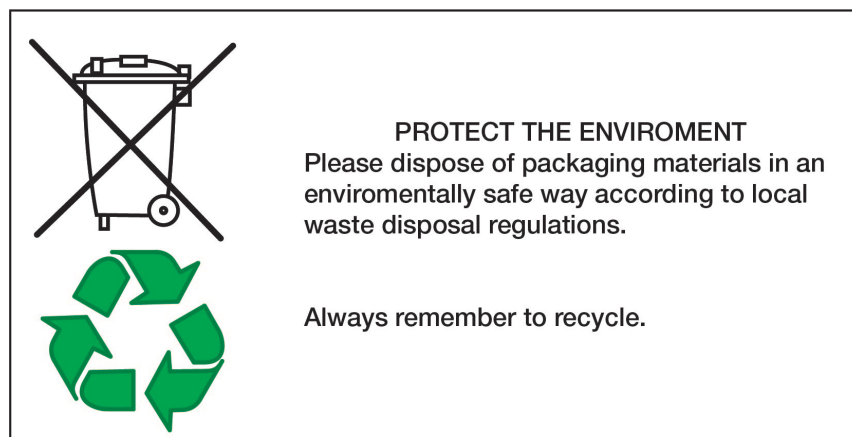 PROTECT THE ENVIROMENT
Please dispose of packaging materials in an
enviromentally safe way according to local
waste disposal regulations.
Always remember to recycle.